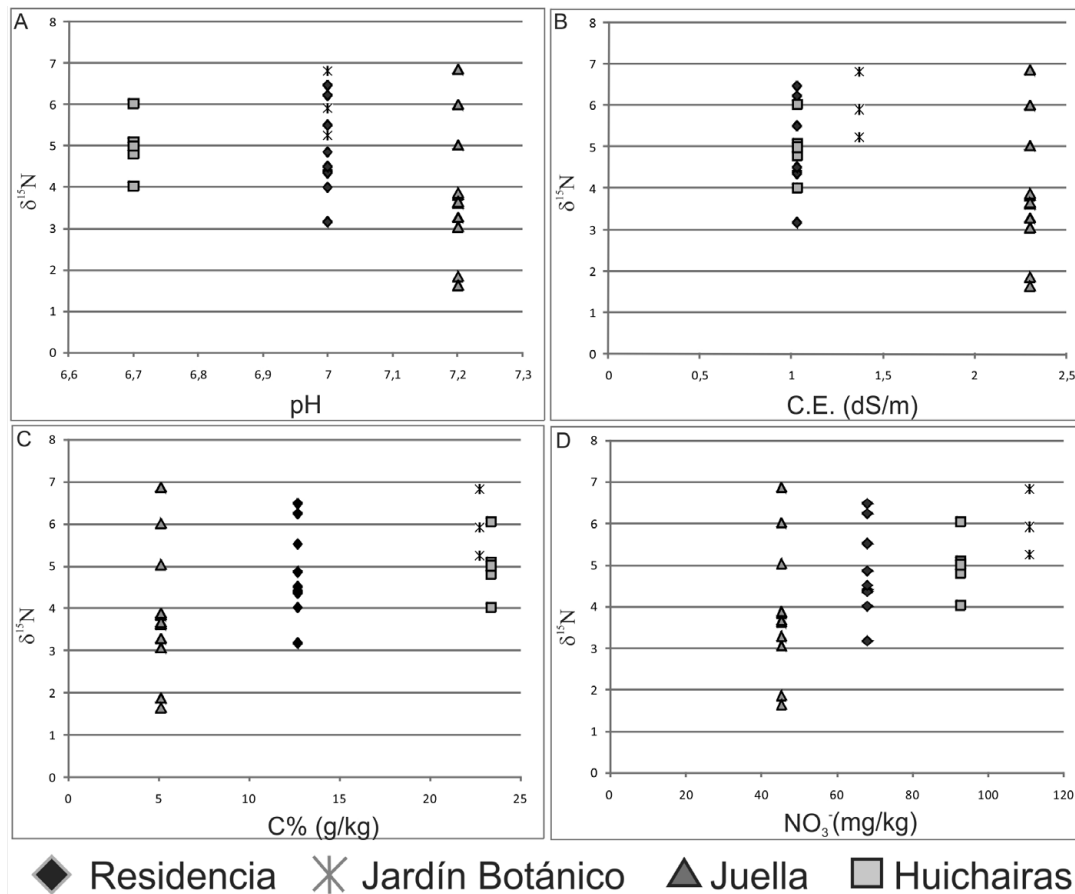 A
8
7
6
5
4
3
2
1
0
δ¹⁵N
6,6 6,7 6,8 6,9 7 7,1 7,2 7,3
pH
B
8
7
6
5
4
3
2
1
0
δ¹⁵N
0 0,5 1 1,5 2 2,5
C.E. (dS/m)
C
8
7
6
5
4
3
2
1
0
δ¹⁵N
0 5 10 15 20 25
C% (g/kg)
D
8
7
6
5
4
3
2
1
0
δ¹⁵N
0 20 40 60 80 100 120
NO₃⁻(mg/kg)
Residencia Jardín Botánico Juella Huichairas